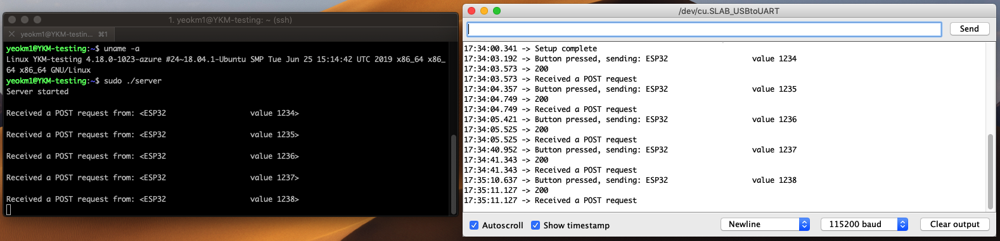 1. yeokm1@YKM-testing: ~ (ssh)
yeokm1@YKM-testin... ⌘1
yeokm1@YKM-testing:~$ uname -a
Linux YKM-testing 4.18.0-1023-azure #24~18.04.1-Ubuntu SMP Tue Jun 25 15:14:42 UTC 2019 x86_64 x86_
64 x86_64 GNU/Linux
yeokm1@YKM-testing:~$ sudo ./server
Server started
Received a POST request from: <ESP32 value 1234>
Received a POST request from: <ESP32 value 1235>
Received a POST request from: <ESP32 value 1236>
Received a POST request from: <ESP32 value 1237>
Received a POST request from: <ESP32 value 1238>
/dev/cu.SLAB_USBtoUART
Send
17:34:00.341 -> Setup complete
17:34:03.192 -> Button pressed, sending: ESP32 value 1234
17:34:03.573 -> 200
17:34:03.573 -> Received a POST request
17:34:04.357 -> Button pressed, sending: ESP32 value 1235
17:34:04.749 -> 200
17:34:04.749 -> Received a POST request
17:34:05.421 -> Button pressed, sending: ESP32 value 1236
17:34:05.525 -> 200
17:34:05.525 -> Received a POST request
17:34:40.952 -> Button pressed, sending: ESP32 value 1237
17:34:41.343 -> 200
17:34:41.343 -> Received a POST request
17:35:10.637 -> Button pressed, sending: ESP32 value 1238
17:35:11.127 -> 200
17:35:11.127 -> Received a POST request
Autoscroll Show timestamp Newline 115200 baud Clear output